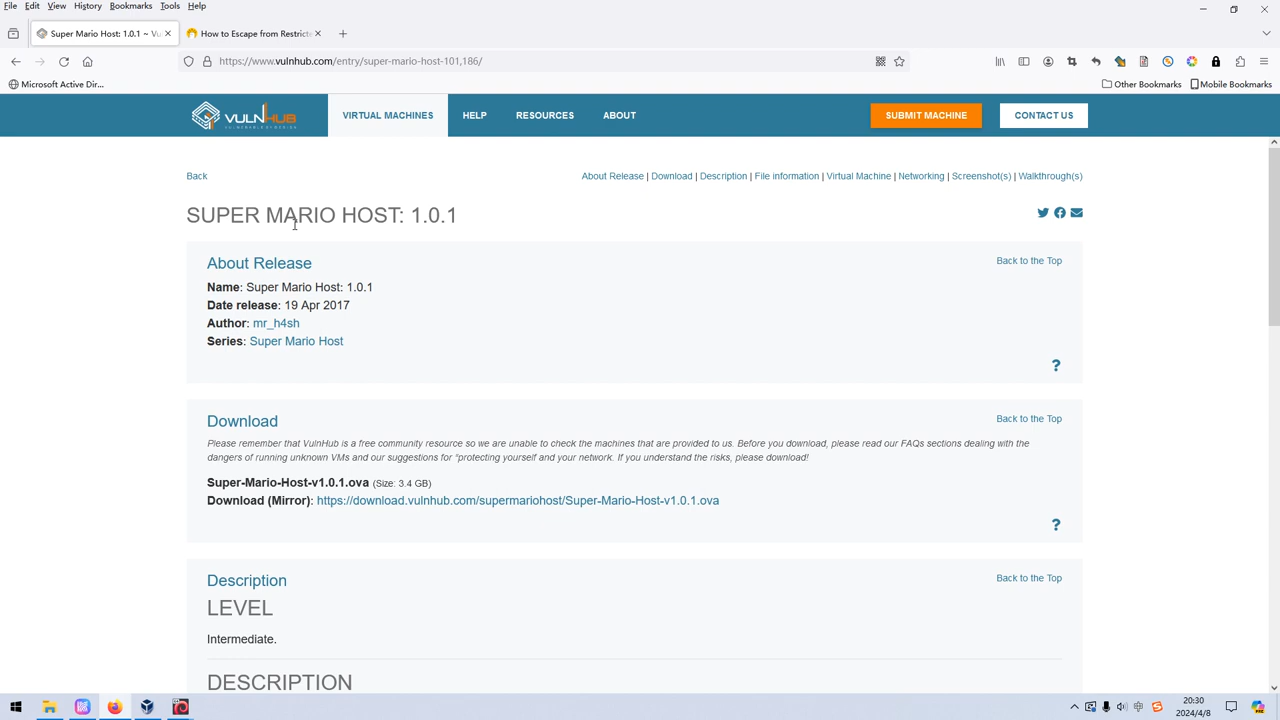 File Edit View History Bookmarks Tools Help
Super Mario Host: 1.0.1 ~ Vu
How to Escape from Restricte
https://www.vulnhub.com/entry/super-mario-host-101,186/
Microsoft Active Dir...
Other Bookmarks
Mobile Bookmarks
VULNHUB
VULNERABLE BY DESIGN
VIRTUAL MACHINES
HELP
RESOURCES
ABOUT
SUBMIT MACHINE
CONTACT US
Back
About Release | Download | Description | File information | Virtual Machine | Networking | Screenshot(s) | Walkthrough(s)
SUPER MARIO HOST: 1.0.1
About Release
Back to the Top
Name: Super Mario Host: 1.0.1
Date release: 19 Apr 2017
Author: mr_h4sh
Series: Super Mario Host
?
Download
Back to the Top
Please remember that VulnHub is a free community resource so we are unable to check the machines that are provided to us. Before you download, please read our FAQs sections dealing with the
dangers of running unknown VMs and our suggestions for “protecting yourself and your network. If you understand the risks, please download!
Super-Mario-Host-v1.0.1.ova (Size: 3.4 GB)
Download (Mirror): https://download.vulnhub.com/supermariohost/Super-Mario-Host-v1.0.1.ova
?
Description
Back to the Top
LEVEL
Intermediate.
DESCRIPTION
中
20:30
2024/4/8